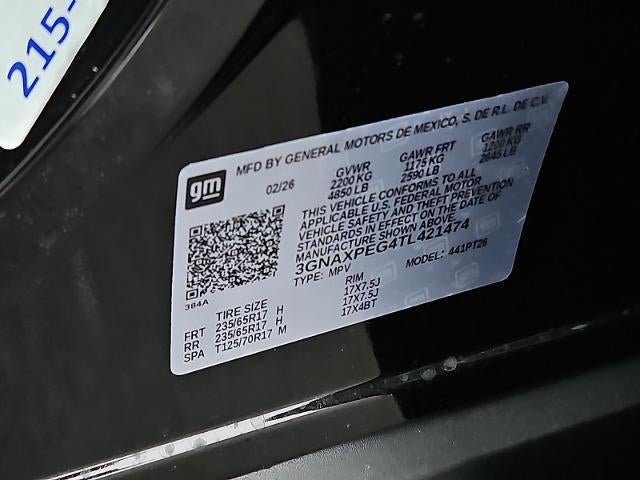 215-
gm
MFD BY GENERAL MOTORS DE MEXICO, S. DE R.L. DE C.V.
02/26
GVWR GAWR FRT GAWR RR
2200 KG 1175 KG 1200 KG
4850 LB 2590 LB 2645 LB
THIS VEHICLE CONFORMS TO ALL
APPLICABLE U.S. FEDERAL MOTOR
VEHICLE SAFETY AND THEFT PREVENTION
STANDARDS IN EFFECT ON THE DATE OF
MANUFACTURE SHOWN ABOVE.
3GNAXPEG4TL421474
TYPE: MPV MODEL: 441PT26
384A
TIRE SIZE RIM
FRT 235/65R17 H 17X7.5J
RR 235/65R17 H 17X7.5J
SPA T125/70R17 M 17X4BT